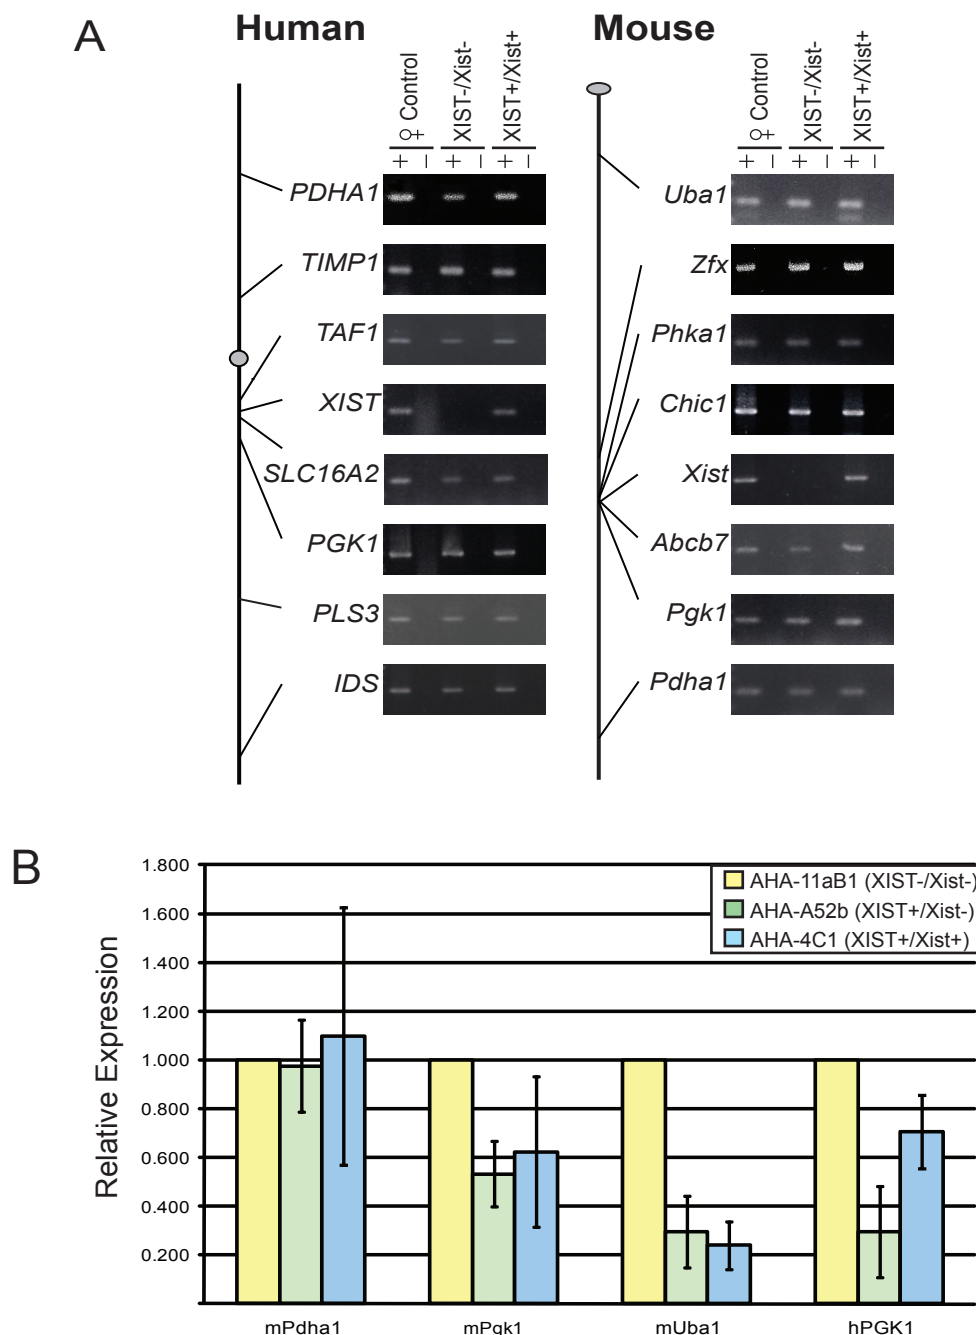 A
Human
Mouse
♀ Control
XIST-/Xist-
XIST+/Xist+
♀ Control
XIST-/Xist-
XIST+/Xist+
+ − + − + −
+ − + − + −
PDHA1
TIMP1
TAF1
XIST
SLC16A2
PGK1
PLS3
IDS
Uba1
Zfx
Phka1
Chic1
Xist
Abcb7
Pgk1
Pdha1
B
Relative Expression
1.800
1.600
1.400
1.200
1.000
0.800
0.600
0.400
0.200
AHA-11aB1 (XIST-/Xist-)
AHA-A52b (XIST+/Xist-)
AHA-4C1 (XIST+/Xist+)
mPdha1
mPgk1
mUba1
hPGK1